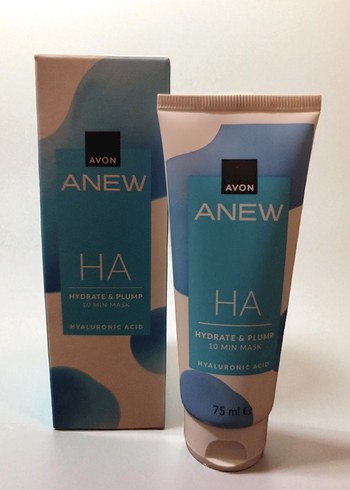 AVON
ANEW
HA
HYDRATE & PLUMP
10 MIN MASK
HYALURONIC ACID
AVON
ANEW
HA
HYDRATE & PLUMP
10 MIN MASK
HYALURONIC ACID
75 ml e